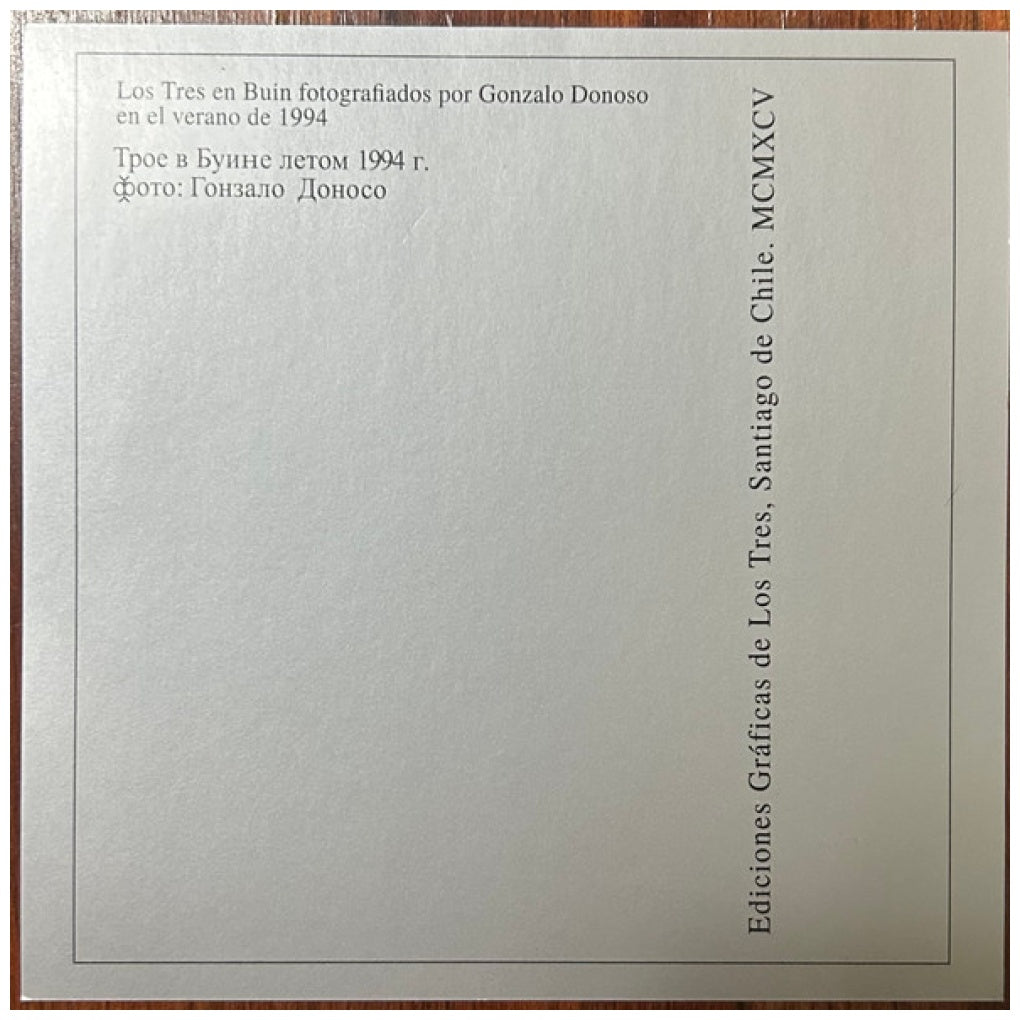 Los Tres en Buin fotografiados por Gonzalo Donoso
en el verano de 1994
Трое в Буине летом 1994 г.
фото: Гонзало Доносо
Ediciones Gráficas de Los Tres, Santiago de Chile. MCMXCV